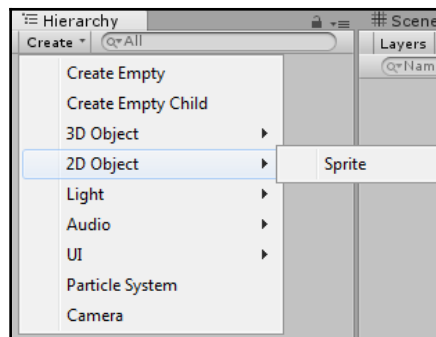 Hierarchy
# Scene
Create
All
Layers
Nam
Create Empty
Create Empty Child
3D Object
2D Object
Sprite
Light
Audio
UI
Particle System
Camera